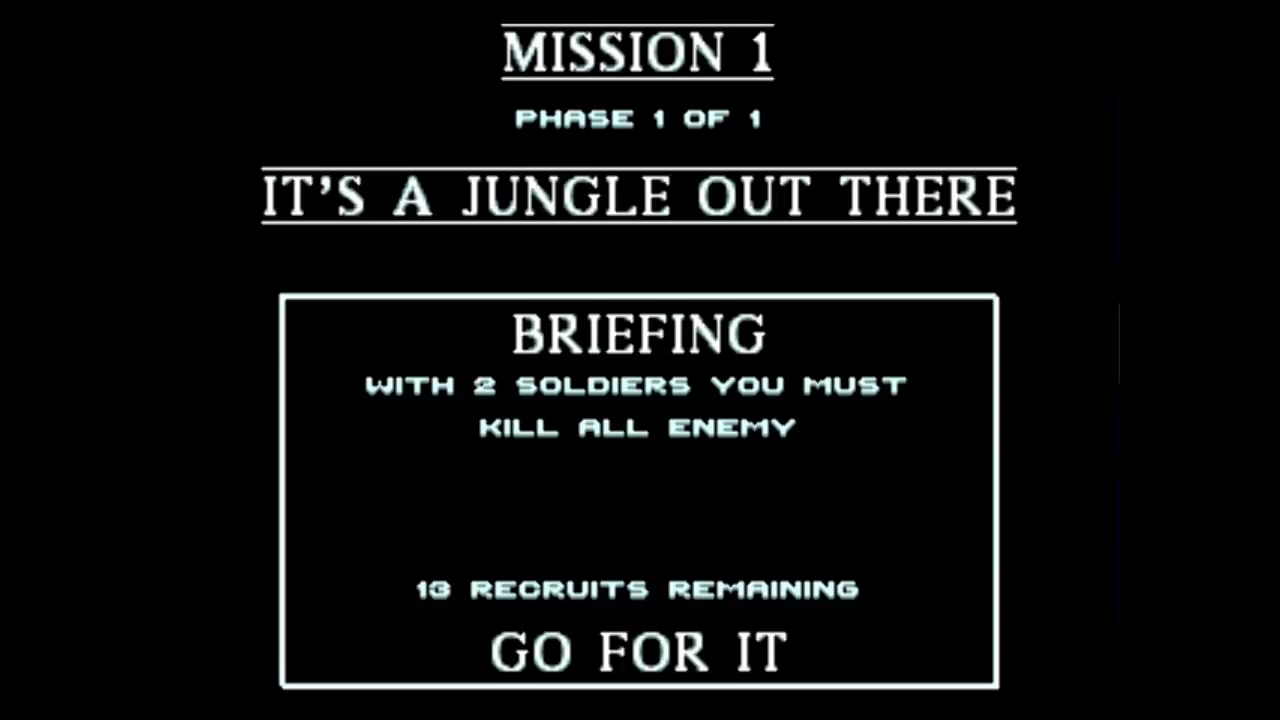 MISSION 1
PHASE 1 OF 1
IT'S A JUNGLE OUT THERE
BRIEFING
WITH 2 SOLDIERS YOU MUST
KILL ALL ENEMY
13 RECRUITS REMAINING
GO FOR IT